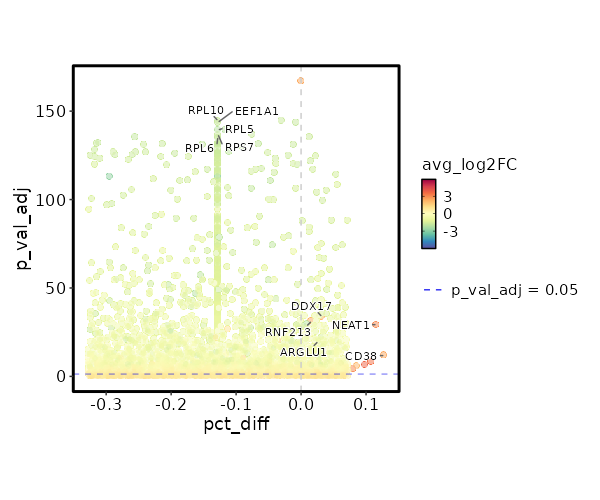 RPL10
EEF1A1
RPL5
RPL6
RPS7
DDX17
NEAT1
RNF213
ARGLU1
CD38
150
100
50
0
-0.3
-0.2
-0.1
0.0
0.1
pct_diff
p_val_adj
avg_log2FC
3
0
-3
p_val_adj = 0.05